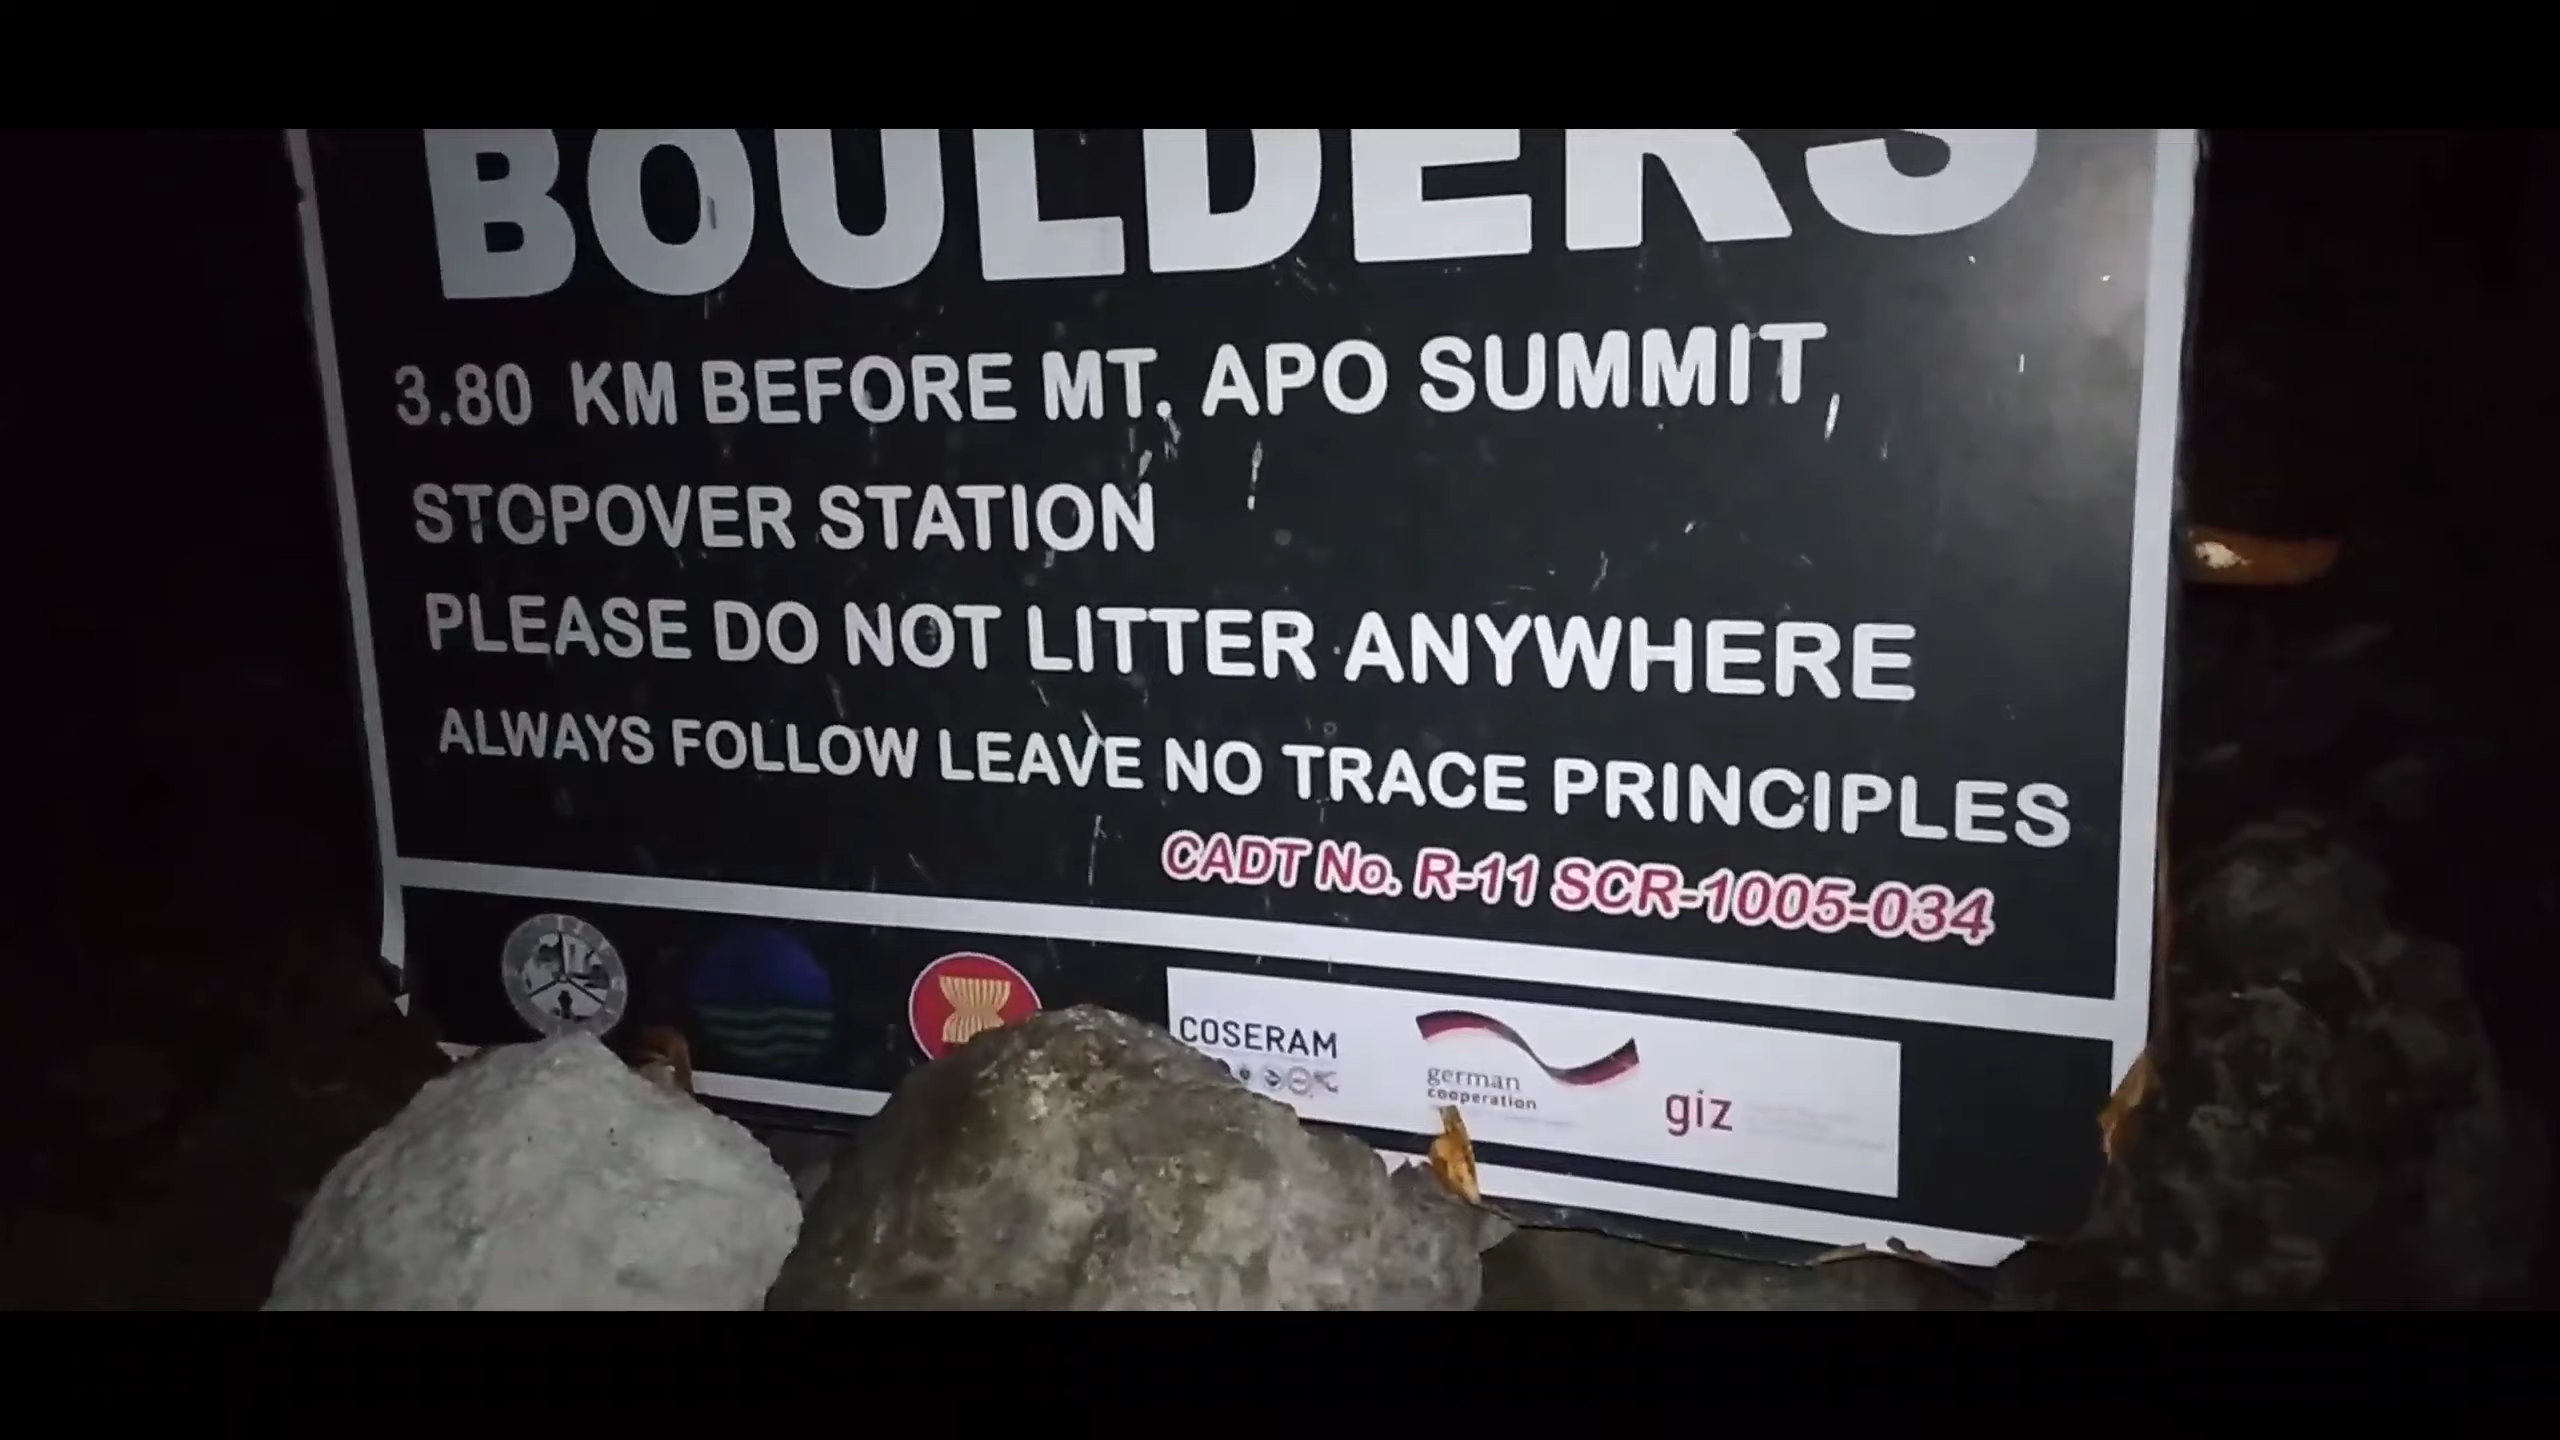 BOULDERS
3.80 KM BEFORE MT. APO SUMMIT,
STOPOVER STATION
PLEASE DO NOT LITTER ANYWHERE
ALWAYS FOLLOW LEAVE NO TRACE PRINCIPLES
CADT No. R-11 SCR-1005-034
COSERAM
german
cooperation
giz